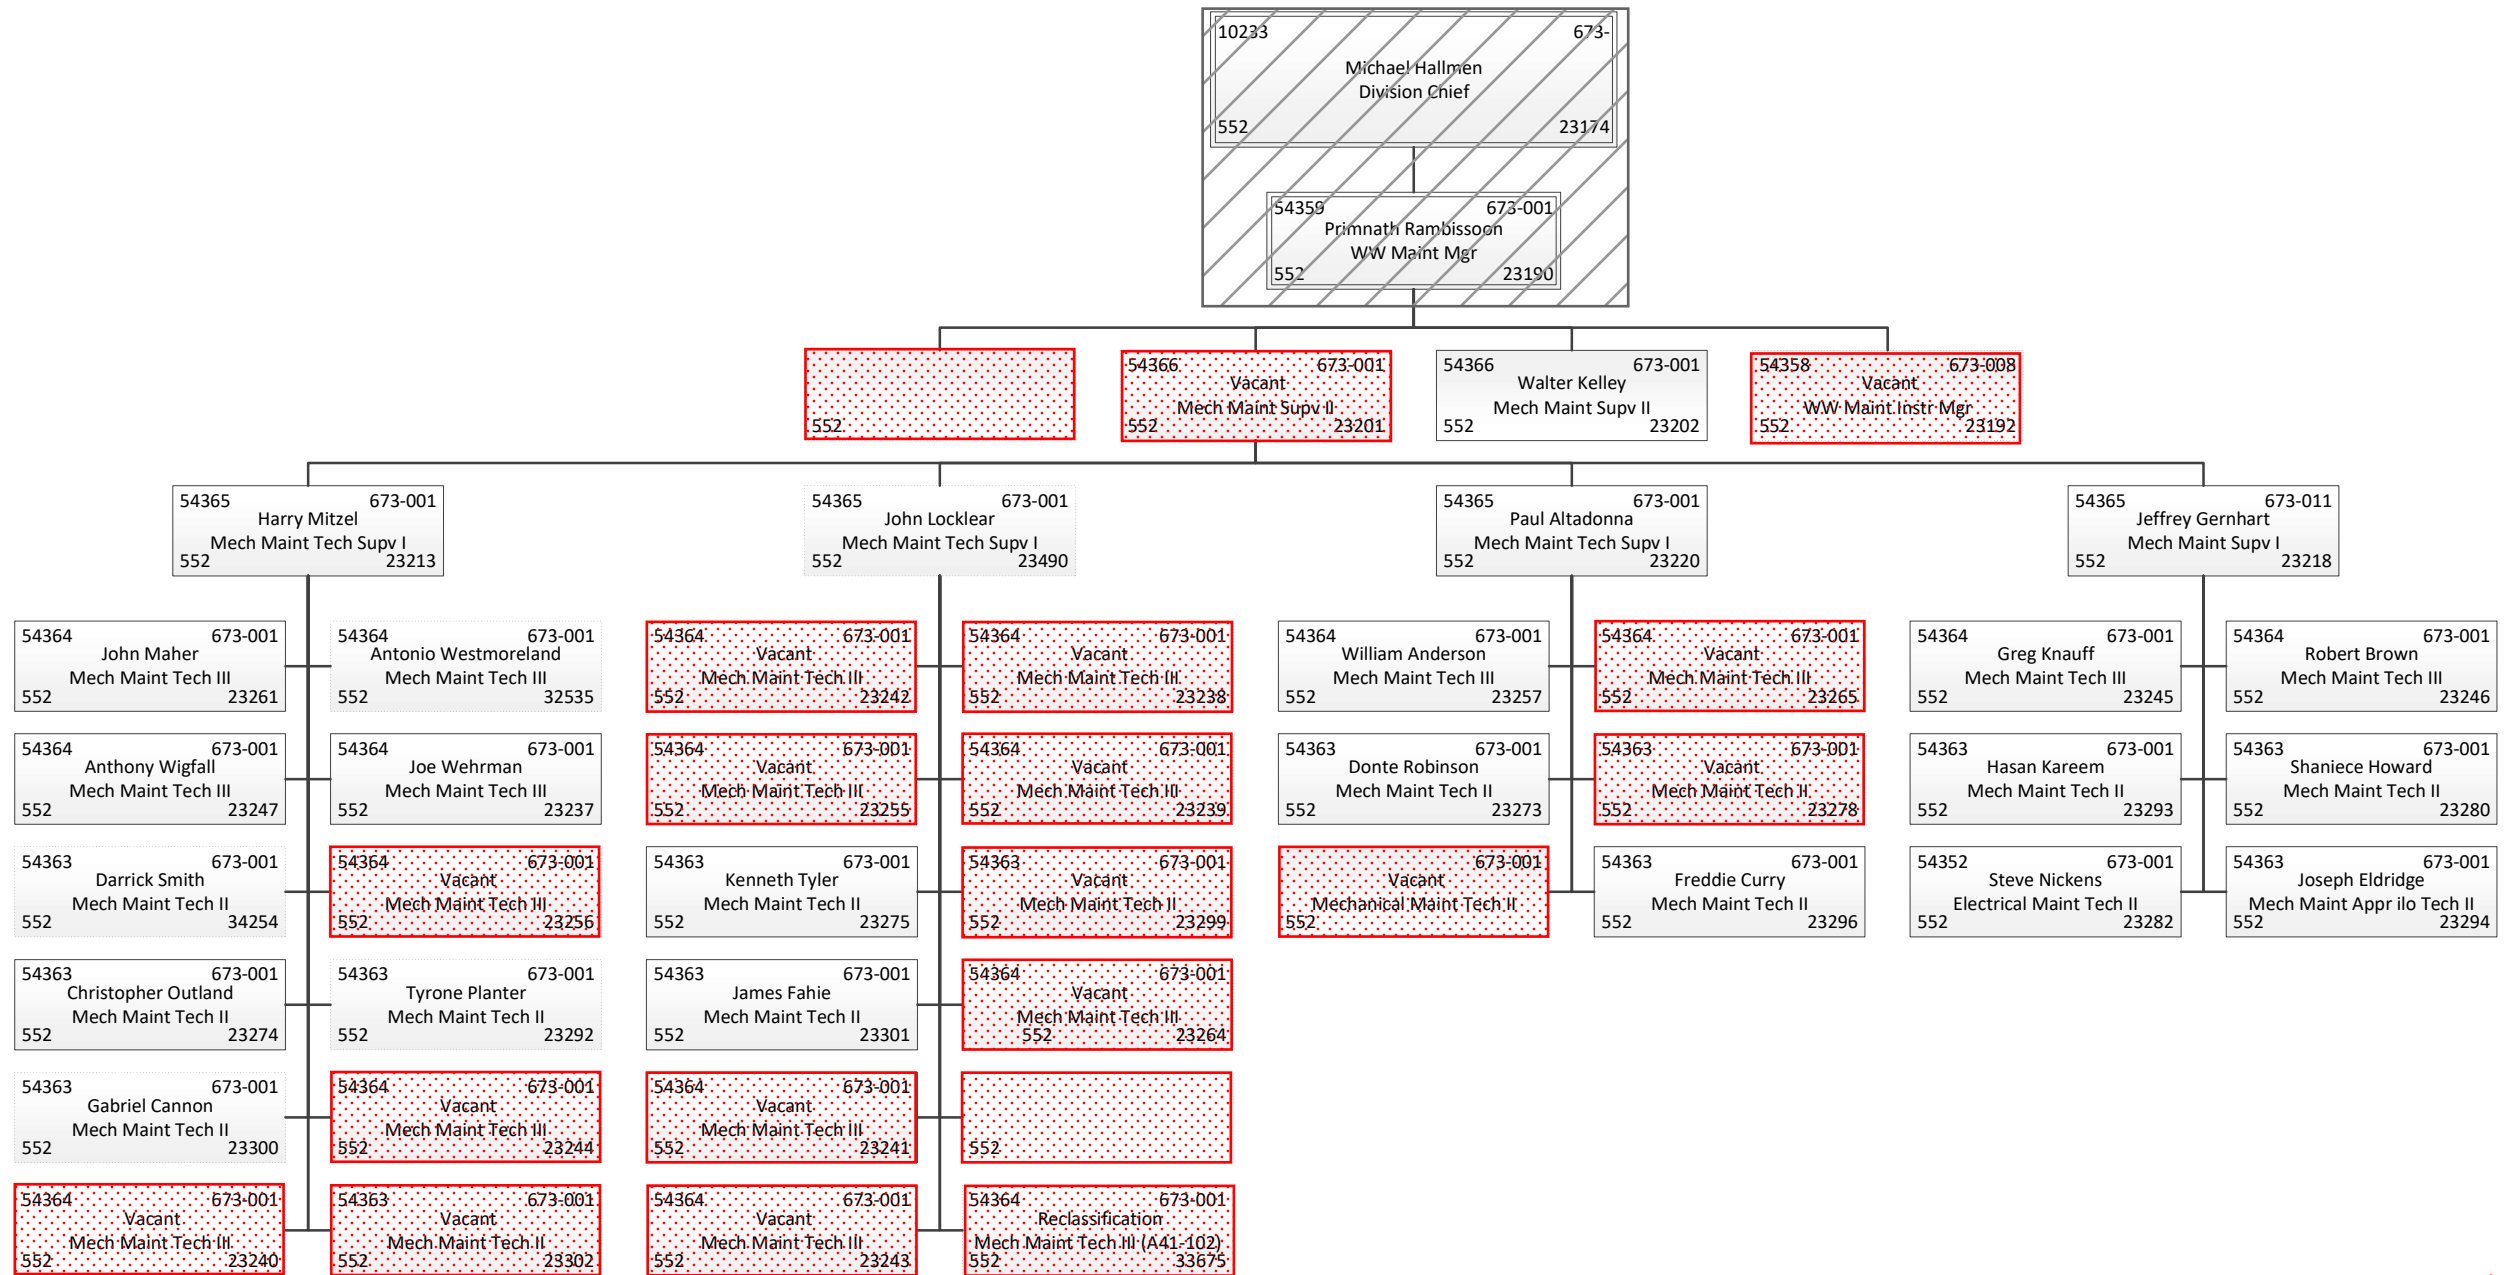 10233 673-
Michael Hallmen
Division Chief
552 23174
54359 673-001
Primnath Rambissoon
WW Maint Mgr
552 23190
552
54366 673-001
Vacant
Mech Maint Supv II
552 23201
54366 673-001
Walter Kelley
Mech Maint Supv II
552 23202
54358 673-008
Vacant
WW Maint Instr Mgr
552 23192
54365 673-001
Harry Mitzel
Mech Maint Tech Supv I
552 23213
54365 673-001
John Locklear
Mech Maint Tech Supv I
552 23490
54365 673-001
Paul Altadonna
Mech Maint Tech Supv I
552 23220
54365 673-011
Jeffrey Gernhart
Mech Maint Supv I
552 23218
54364 673-001
John Maher
Mech Maint Tech III
552 23261
54364 673-001
Antonio Westmoreland
Mech Maint Tech III
552 32535
54364 673-001
Vacant
Mech Maint Tech III
552 23242
54364 673-001
Vacant
Mech Maint Tech III
552 23238
54364 673-001
William Anderson
Mech Maint Tech III
552 23257
54364 673-001
Vacant
Mech Maint Tech III
552 23265
54364 673-001
Greg Knauff
Mech Maint Tech III
552 23245
54364 673-001
Robert Brown
Mech Maint Tech III
552 23246
54364 673-001
Anthony Wigfall
Mech Maint Tech III
552 23247
54364 673-001
Joe Wehrman
Mech Maint Tech III
552 23237
54364 673-001
Vacant
Mech Maint Tech III
552 23255
54364 673-001
Vacant
Mech Maint Tech III
552 23239
54363 673-001
Donte Robinson
Mech Maint Tech II
552 23273
54363 673-001
Vacant
Mech Maint Tech II
552 23278
54363 673-001
Hasan Kareem
Mech Maint Tech II
552 23293
54363 673-001
Shaniece Howard
Mech Maint Tech II
552 23280
54363 673-001
Darrick Smith
Mech Maint Tech II
552 34254
54364 673-001
Vacant
Mech Maint Tech III
552 23256
54363 673-001
Kenneth Tyler
Mech Maint Tech II
552 23275
54363 673-001
Vacant
Mech Maint Tech II
552 23299
673-001
Vacant
Mechanical Maint Tech II
552
54363 673-001
Freddie Curry
Mech Maint Tech II
552 23296
54352 673-001
Steve Nickens
Electrical Maint Tech II
552 23282
54363 673-001
Joseph Eldridge
Mech Maint Appr ilo Tech II
552 23294
54363 673-001
Christopher Outland
Mech Maint Tech II
552 23274
54363 673-001
Tyrone Planter
Mech Maint Tech II
552 23292
54363 673-001
James Fahie
Mech Maint Tech II
552 23301
54364 673-001
Vacant
Mech Maint Tech III
552 23264
54363 673-001
Gabriel Cannon
Mech Maint Tech II
552 23300
54364 673-001
Vacant
Mech Maint Tech III
552 23244
54364 673-001
Vacant
Mech Maint Tech III
552 23241
552
54364 673-001
Vacant
Mech Maint Tech III
552 23240
54363 673-001
Vacant
Mech Maint Tech II
552 23302
54364 673-001
Vacant
Mech Maint Tech III
552 23243
54364 673-001
Reclassification
Mech Maint Tech III (A41-102)
552 33675